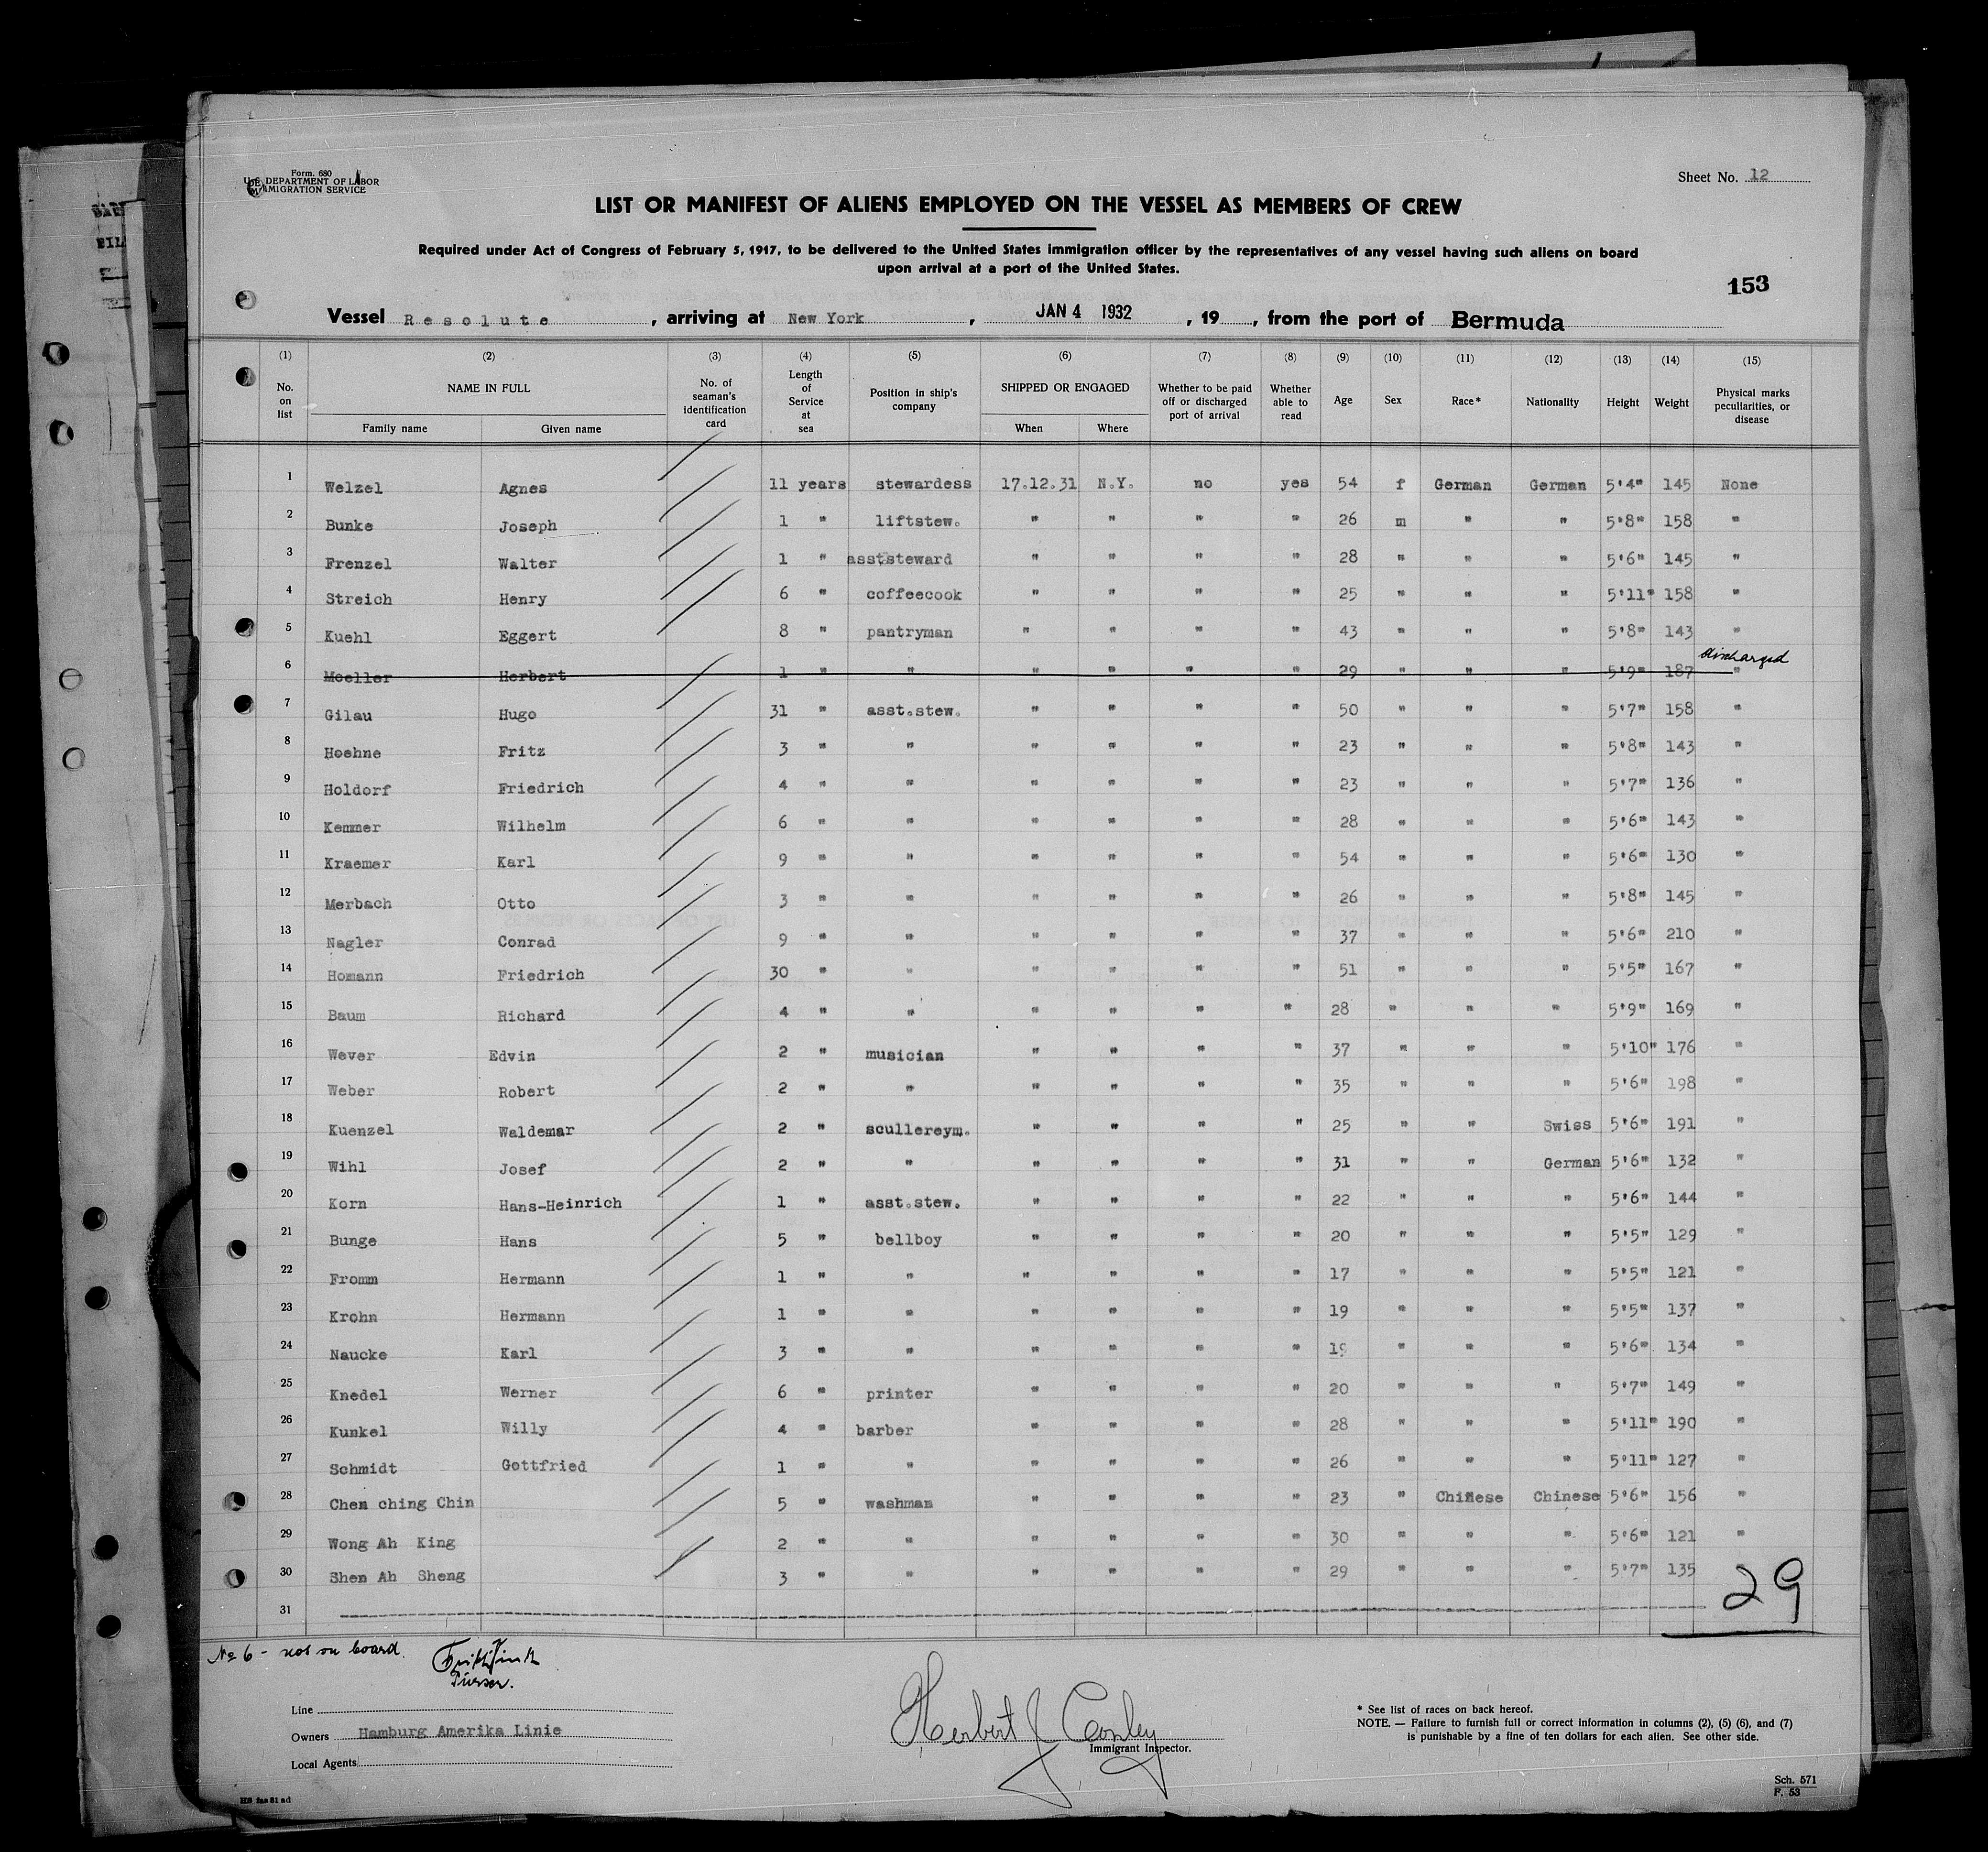 Form. 680
U.S. DEPARTMENT OF LABOR
IMMIGRATION SERVICE
Sheet No. 12
LIST OR MANIFEST OF ALIENS EMPLOYED ON THE VESSEL AS MEMBERS OF CREW
Required under Act of Congress of February 5, 1917, to be delivered to the United States immigration officer by the representatives of any vessel having such aliens on board
upon arrival at a port of the United States.
153
Vessel Resolute, arriving at New York, JAN 4 1932, 19, from the port of Bermuda
(1) (2) (3) (4) (5) (6) (7) (8) (9) (10) (11) (12) (13) (14) (15)
No. on list NAME IN FULL Family name Given name No. of seaman's identification card Length of Service at sea Position in ship's company SHIPPED OR ENGAGED When Where Whether to be paid off or discharged port of arrival Whether able to read Age Sex Race* Nationality Height Weight Physical marks peculiarities, or disease
1 Welzel Agnes 11 years stewardess 17.12.31 N.Y. no yes 54 f German German 5'4" 145 None
2 Bunke Joseph 1 " liftstew. " " " " 26 m " " 5'8" 158 "
3 Frenzel Walter 1 " asststeward " " " " 28 " " " 5'6" 145 "
4 Streich Henry 6 " coffeecook " " " " 25 " " " 5'11" 158 "
5 Kuehl Eggert 8 " pantryman " " " " 43 " " " 5'8" 143 "
discharged
6 Moeller Herbert 1 " " " " " " 29 " " " 5'9" 187 "
7 Gilau Hugo 31 " asst.stew. " " " " 50 " " " 5'7" 158 "
8 Hoehne Fritz 3 " " " " " " 23 " " " 5'8" 143 "
9 Holdorf Friedrich 4 " " " " " " 23 " " " 5'7" 136 "
10 Kemmer Wilhelm 6 " " " " " " 28 " " " 5'6" 143 "
11 Kraemer Karl 9 " " " " " " 54 " " " 5'6" 130 "
12 Merbach Otto 3 " " " " " " 26 " " " 5'8" 145 "
13 Nagler Conrad 9 " " " " " " 37 " " " 5'6" 210 "
14 Homann Friedrich 30 " " " " " " 51 " " " 5'5" 167 "
15 Baum Richard 4 " " " " " " 28 " " " 5'9" 169 "
16 Wever Edvin 2 " musician " " " " 37 " " " 5'10" 176 "
17 Weber Robert 2 " " " " " " 35 " " " 5'6" 198 "
18 Kuenzel Waldemar 2 " scullereym. " " " " 25 " " Swiss 5'6" 191 "
19 Wihl Josef 2 " " " " " " 31 " " German 5'6" 132 "
20 Korn Hans-Heinrich 1 " asst.stew. " " " " 22 " " " 5'6" 144 "
21 Bunge Hans 5 " bellboy " " " " 20 " " " 5'5" 129 "
22 Fromm Hermann 1 " " " " " " 17 " " " 5'5" 121 "
23 Krohn Hermann 1 " " " " " " 19 " " " 5'5" 137 "
24 Naucke Karl 3 " " " " " " 19 " " " 5'6" 134 "
25 Knedel Werner 6 " printer " " " " 20 " " " 5'7" 149 "
26 Kunkel Willy 4 " barber " " " " 28 " " " 5'11" 190 "
27 Schmidt Gottfried 1 " " " " " " 26 " " " 5'11" 127 "
28 Chen ching Chin 5 " washman " " " " 23 " Chinese Chinese 5'6" 156 "
29 Wong Ah King 2 " " " " " " 30 " " " 5'6" 121 "
30 Shen Ah Sheng 3 " " " " " " 29 " " " 5'7" 135
31
29
No 6 - not on board.
Purser.
Line
Owners Hamburg Amerika Linie
Local Agents
Herbert J Conley
Immigrant Inspector.
* See list of races on back hereof.
NOTE. — Failure to furnish full or correct information in columns (2), (5) (6), and (7)
is punishable by a fine of ten dollars for each alien. See other side.
Sch. 571
F. 53